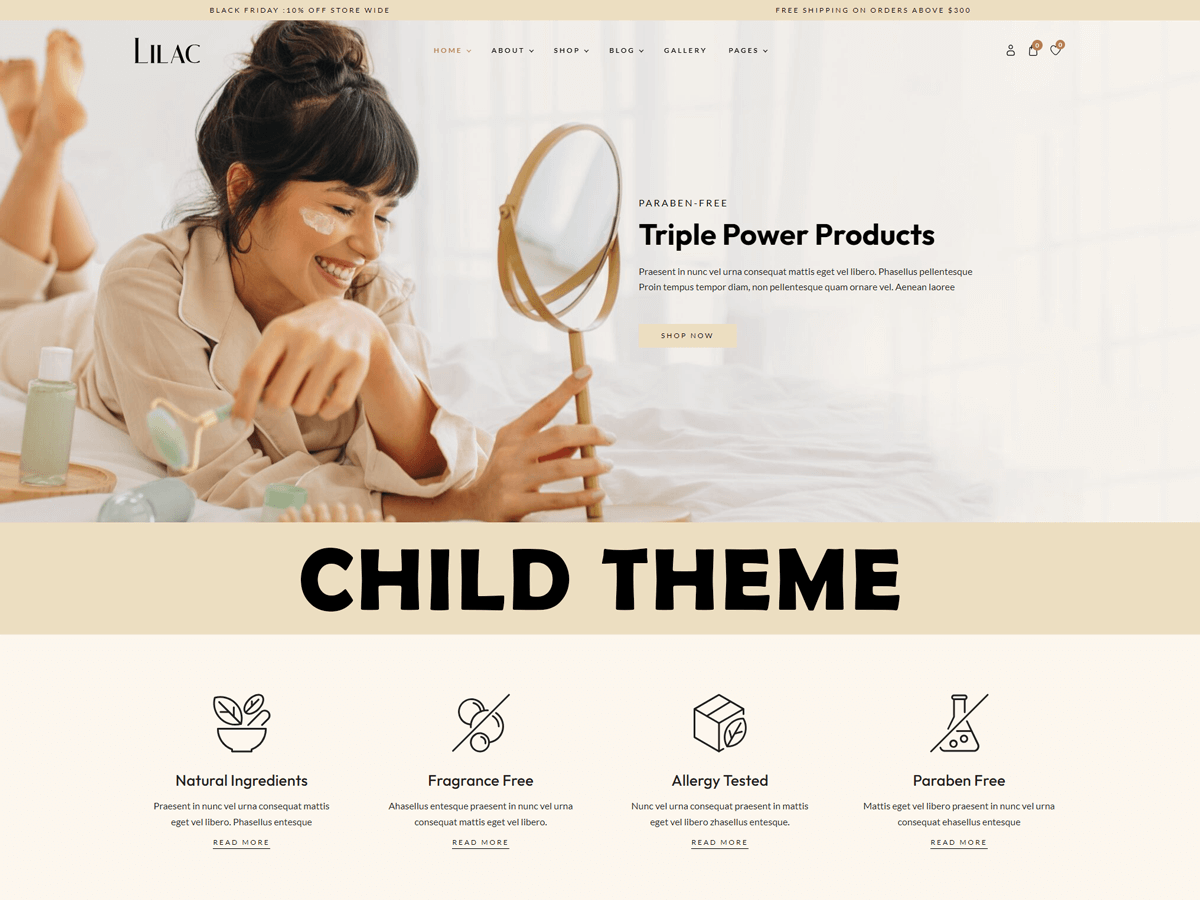 BLACK FRIDAY :10% OFF STORE WIDE
FREE SHIPPING ON ORDERS ABOVE $300
LILAC
HOME ABOUT SHOP BLOG GALLERY PAGES
0 0
PARABEN-FREE
Triple Power Products
Praesent in nunc vel urna consequat mattis eget vel libero. Phasellus pellentesque
Proin tempus tempor diam, non pellentesque quam ornare vel. Aenean laoree
SHOP NOW
CHILD THEME
Natural Ingredients
Praesent in nunc vel urna consequat mattis
eget vel libero. Phasellus entesque
READ MORE
Fragrance Free
Ahasellus entesque praesent in nunc vel urna
consequat mattis eget vel libero.
READ MORE
Allergy Tested
Nunc vel urna consequat praesent in mattis
eget vel libero zhasellus entesque.
READ MORE
Paraben Free
Mattis eget vel libero praesent in nunc vel urna
consequat ehasellus entesque
READ MORE